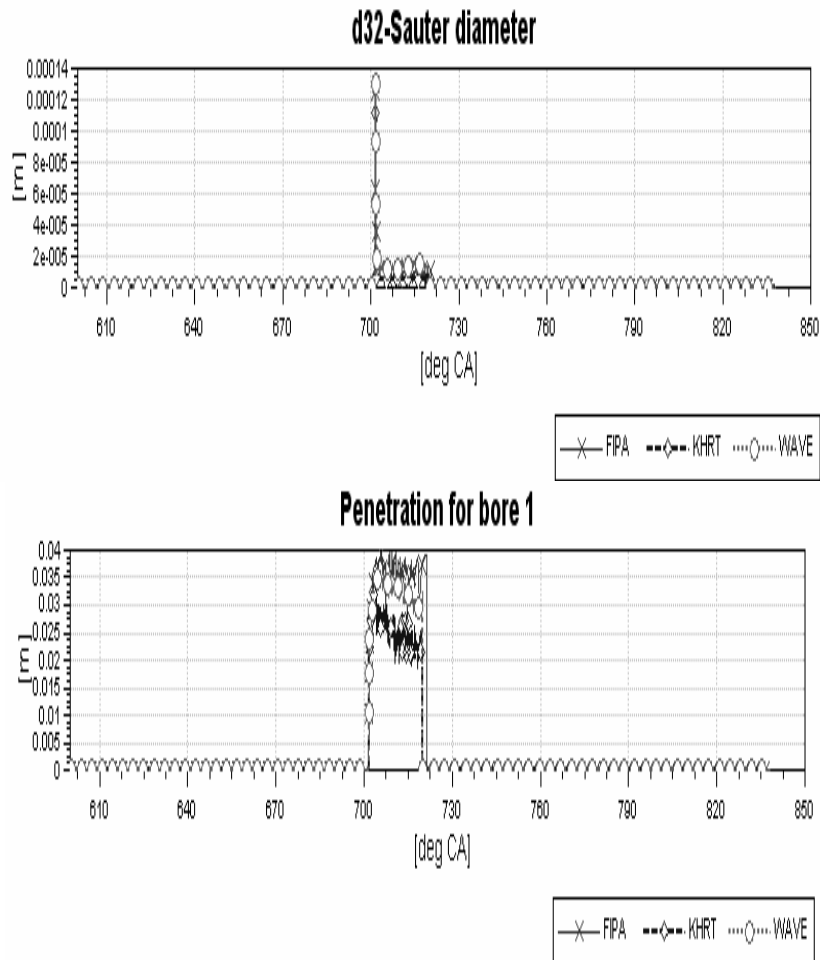 d32-Sauter diameter
0.00014
0.00012
0.0001
8e-005
6e-005
4e-005
2e-005
0
[m]
610 640 670 700 730 760 790 820 850
[deg CA]
FIPA KHRT WAVE
Penetration for bore 1
0.04
0.035
0.03
0.025
0.02
0.015
0.01
0.005
0
[m]
610 640 670 700 730 760 790 820 850
[deg CA]
FIPA KHRT WAVE